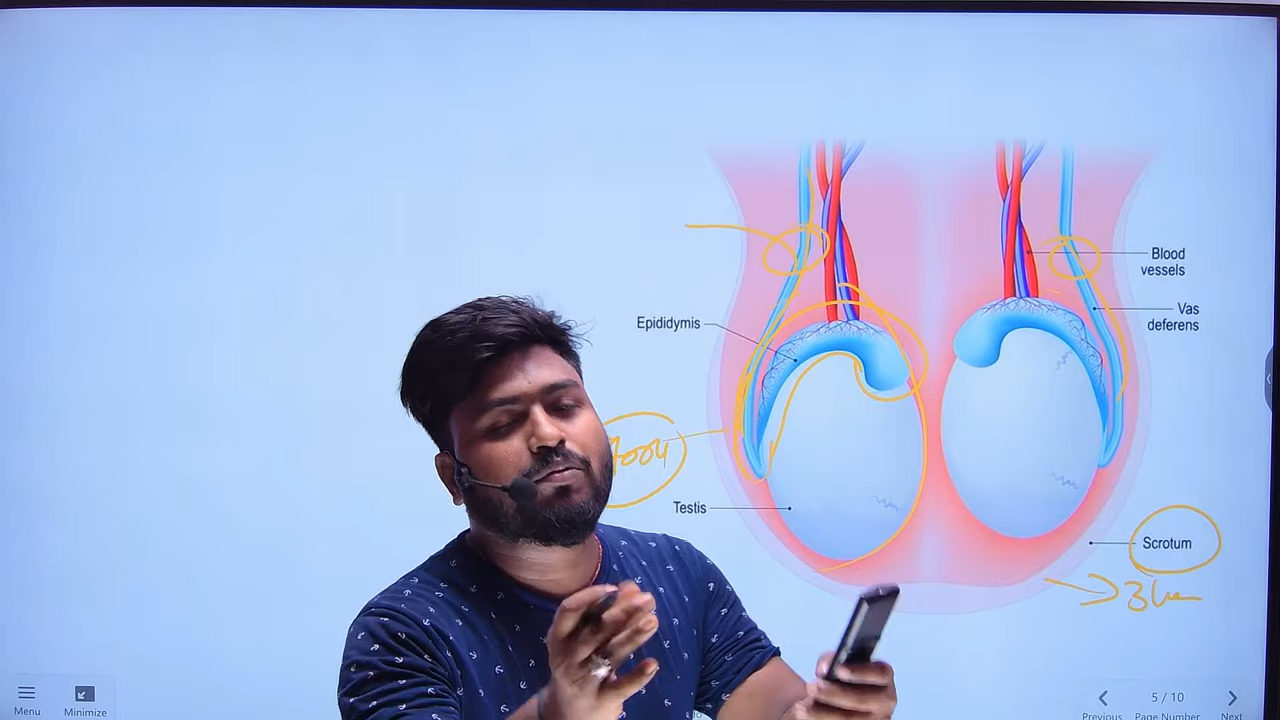 Blood
vessels
Vas
deferens
Epididymis
Testis
Scrotum
Menu
Minimize
Previous
5 / 10
Page Number
Next